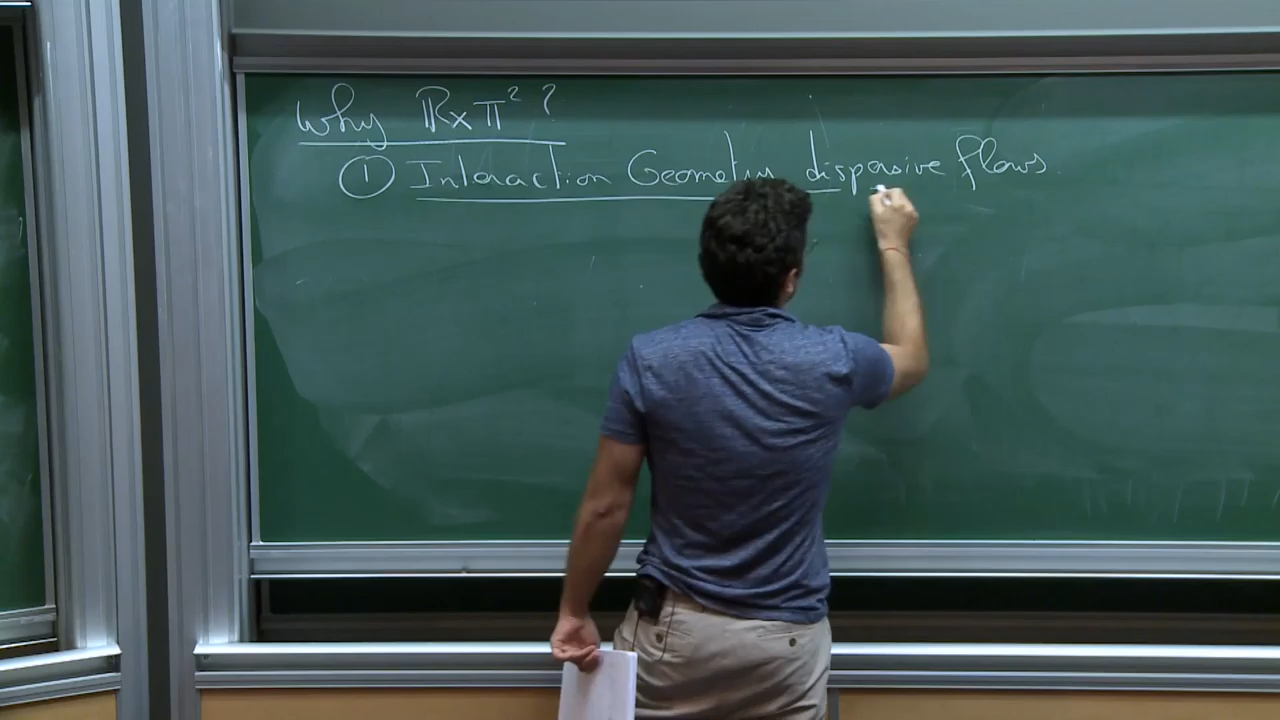 Why ℝ×𝕋² ?
① Interaction Geometry dispersive flows.